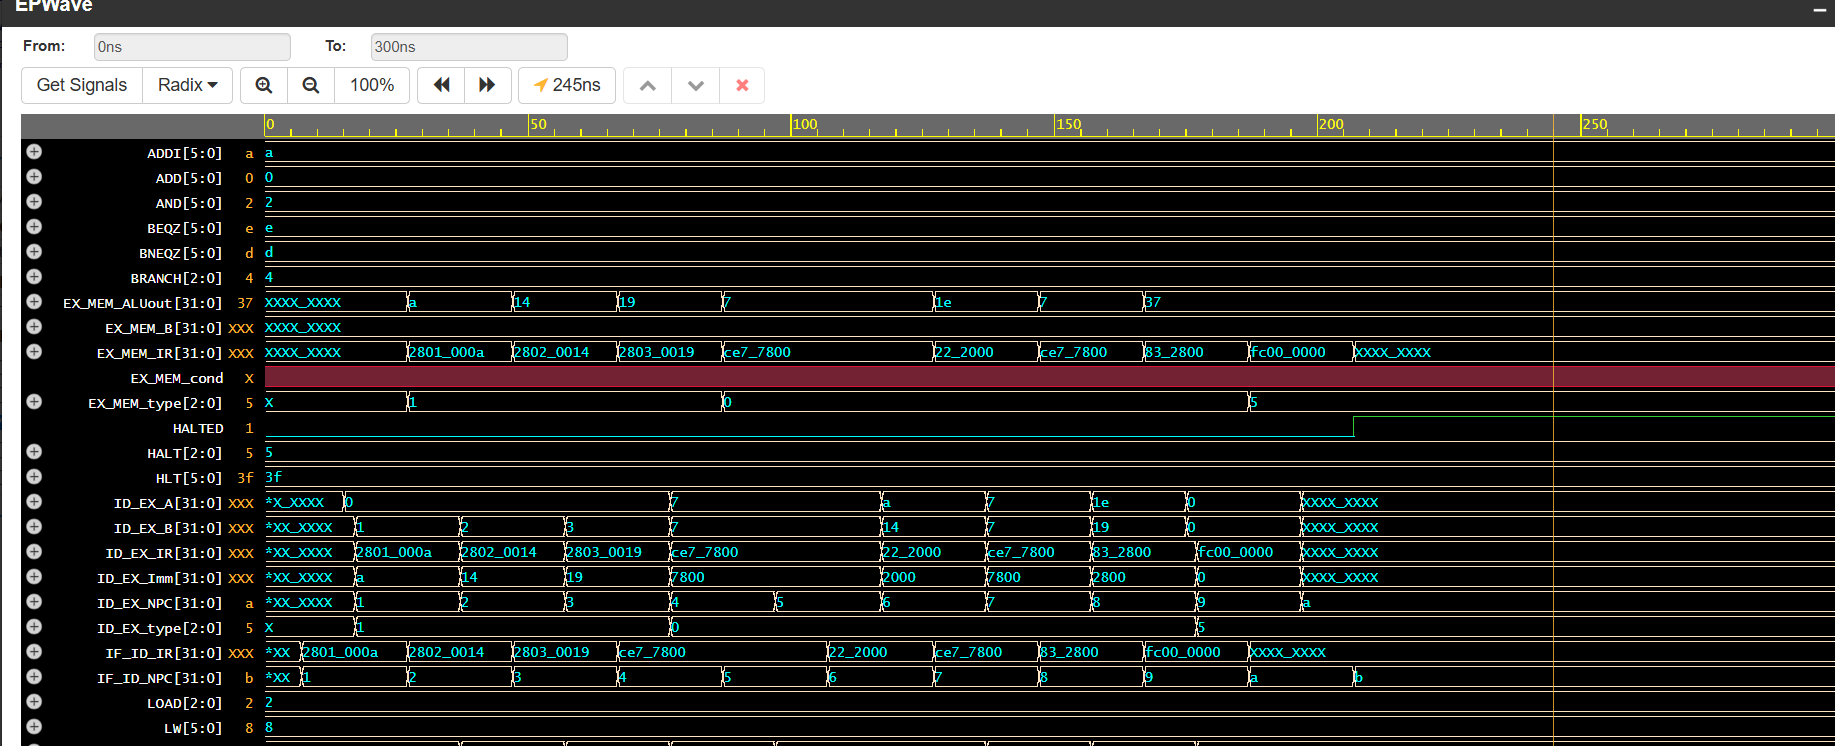 EPWave
From: 0ns To: 300ns
Get Signals Radix 100% 245ns
0 50 100 150 200 250
ADDI[5:0] a a
ADD[5:0] 0 0
AND[5:0] 2 2
BEQZ[5:0] e e
BNEQZ[5:0] d d
BRANCH[2:0] 4 4
EX_MEM_ALUout[31:0] 37 XXXX_XXXX a 14 19 7 1e 7 37
EX_MEM_B[31:0] XXX XXXX_XXXX
EX_MEM_IR[31:0] XXX XXXX_XXXX 2801_000a 2802_0014 2803_0019 ce7_7800 22_2000 ce7_7800 83_2800 fc00_0000 XXXX_XXXX
EX_MEM_cond X
EX_MEM_type[2:0] 5 X 1 0 5
HALTED 1
HALT[2:0] 5 5
HLT[5:0] 3f 3f
ID_EX_A[31:0] XXX *X_XXXX 0 7 a 7 1e 0 XXXX_XXXX
ID_EX_B[31:0] XXX *XX_XXXX 1 2 3 7 14 7 19 0 XXXX_XXXX
ID_EX_IR[31:0] XXX *XX_XXXX 2801_000a 2802_0014 2803_0019 ce7_7800 22_2000 ce7_7800 83_2800 fc00_0000 XXXX_XXXX
ID_EX_Imm[31:0] XXX *XX_XXXX a 14 19 7800 2000 7800 2800 0 XXXX_XXXX
ID_EX_NPC[31:0] a *XX_XXXX 1 2 3 4 5 6 7 8 9 a
ID_EX_type[2:0] 5 X 1 0 5
IF_ID_IR[31:0] XXX *XX 2801_000a 2802_0014 2803_0019 ce7_7800 22_2000 ce7_7800 83_2800 fc00_0000 XXXX_XXXX
IF_ID_NPC[31:0] b *XX 1 2 3 4 5 6 7 8 9 a b
LOAD[2:0] 2 2
LW[5:0] 8 8